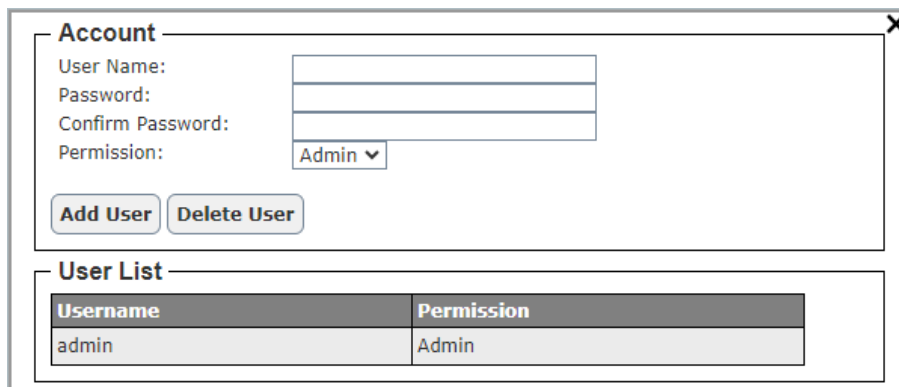 Account
User Name:
Password:
Confirm Password:
Permission: Admin
Add User Delete User
User List
Username Permission
admin Admin